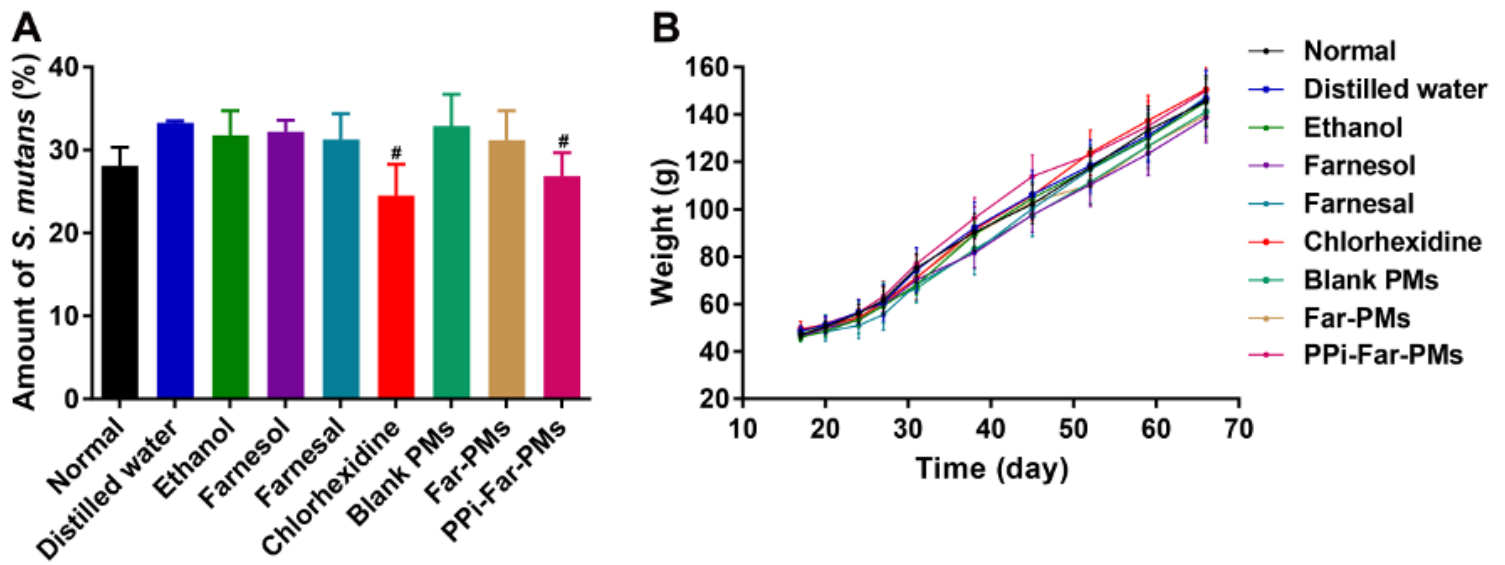 A
Amount of S. mutans (%)
40
30
20
10
0
#
#
Normal
Distilled water
Ethanol
Farnesol
Farnesal
Chlorhexidine
Blank PMs
Far-PMs
PPi-Far-PMs
B
Weight (g)
160
140
120
100
80
60
40
20
10 20 30 40 50 60 70
Time (day)
Normal
Distilled water
Ethanol
Farnesol
Farnesal
Chlorhexidine
Blank PMs
Far-PMs
PPi-Far-PMs